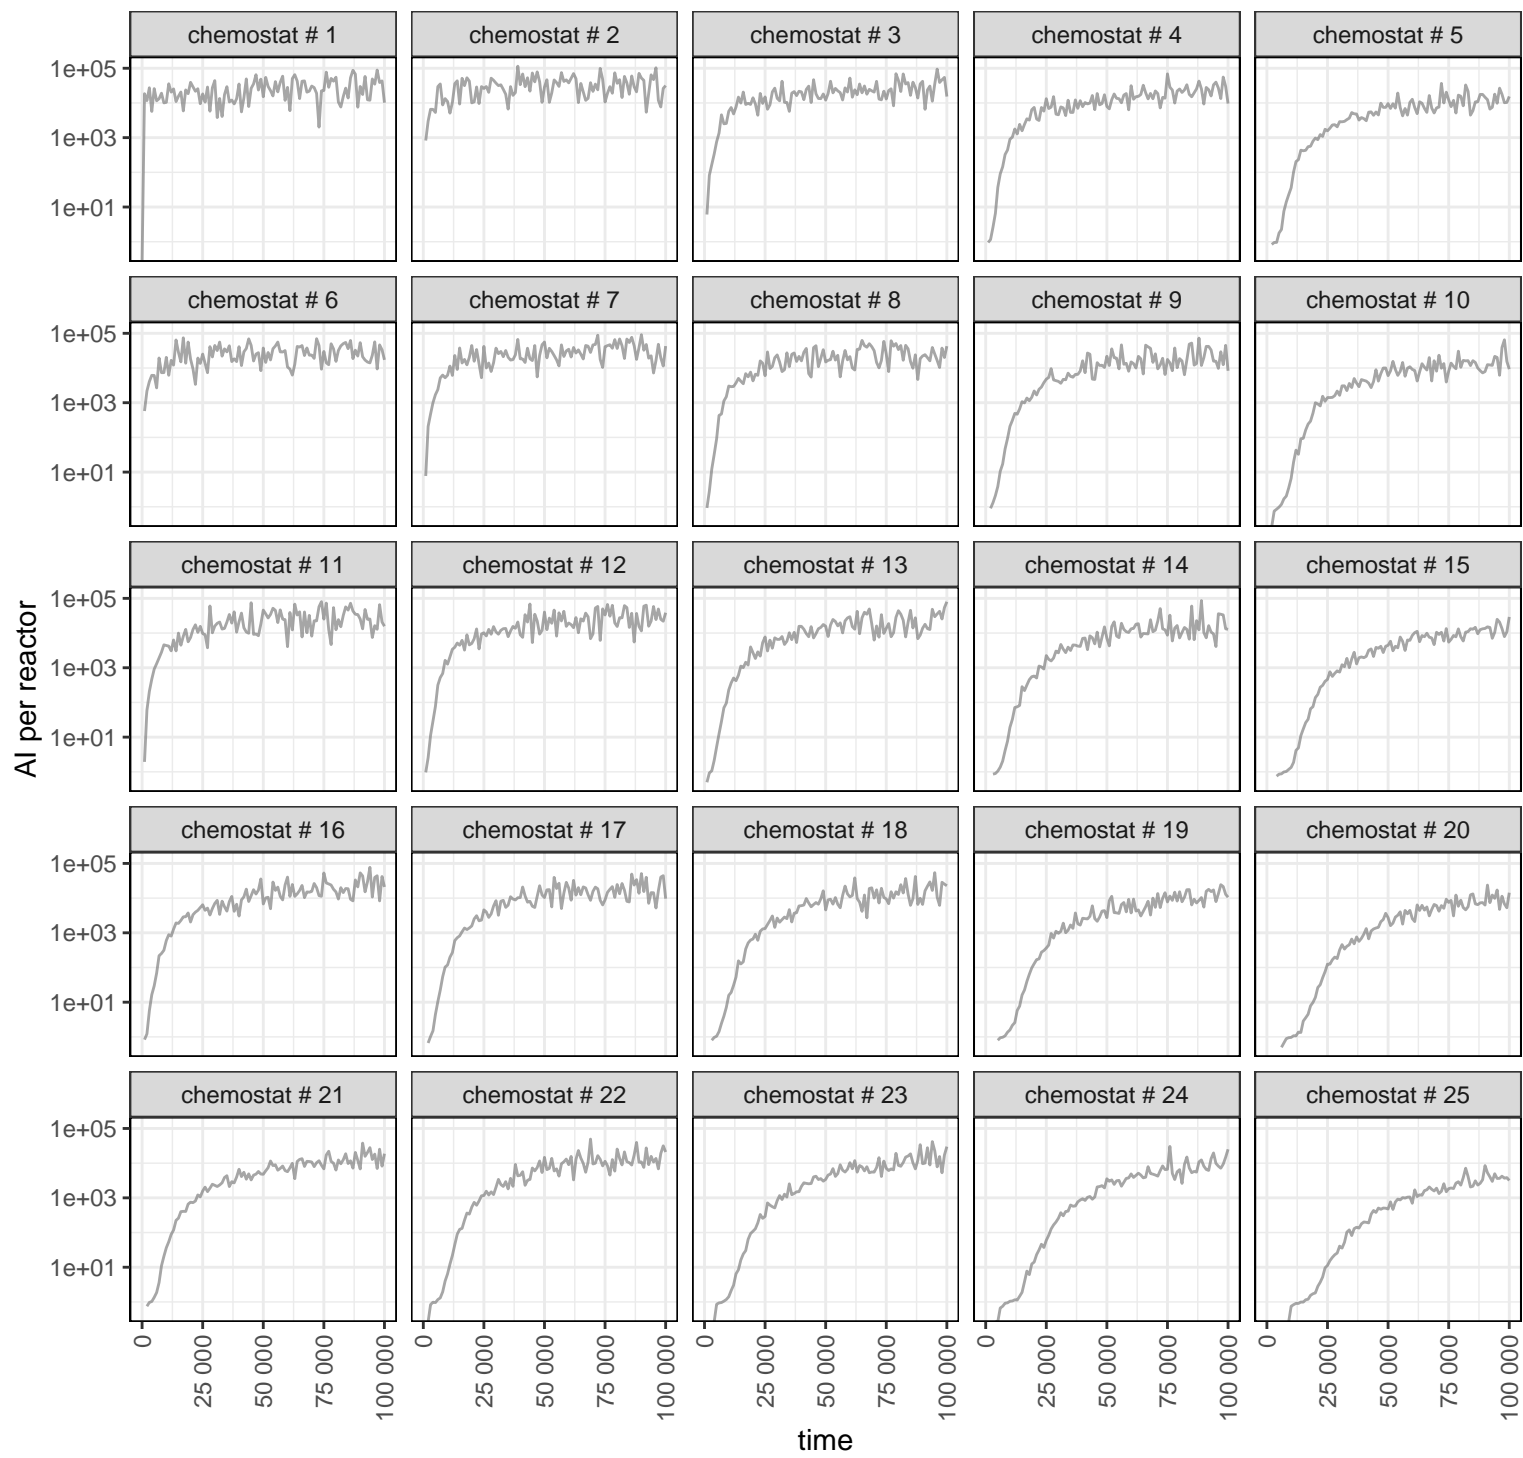 chemostat # 1
chemostat # 2
chemostat # 3
chemostat # 4
chemostat # 5
1e+05
1e+03
1e+01
chemostat # 6
chemostat # 7
chemostat # 8
chemostat # 9
chemostat # 10
1e+05
1e+03
1e+01
chemostat # 11
chemostat # 12
chemostat # 13
chemostat # 14
chemostat # 15
1e+05
1e+03
1e+01
AI per reactor
chemostat # 16
chemostat # 17
chemostat # 18
chemostat # 19
chemostat # 20
1e+05
1e+03
1e+01
chemostat # 21
chemostat # 22
chemostat # 23
chemostat # 24
chemostat # 25
1e+05
1e+03
1e+01
0
25 000
50 000
75 000
100 000
0
25 000
50 000
75 000
100 000
0
25 000
50 000
75 000
100 000
0
25 000
50 000
75 000
100 000
0
25 000
50 000
75 000
100 000
time